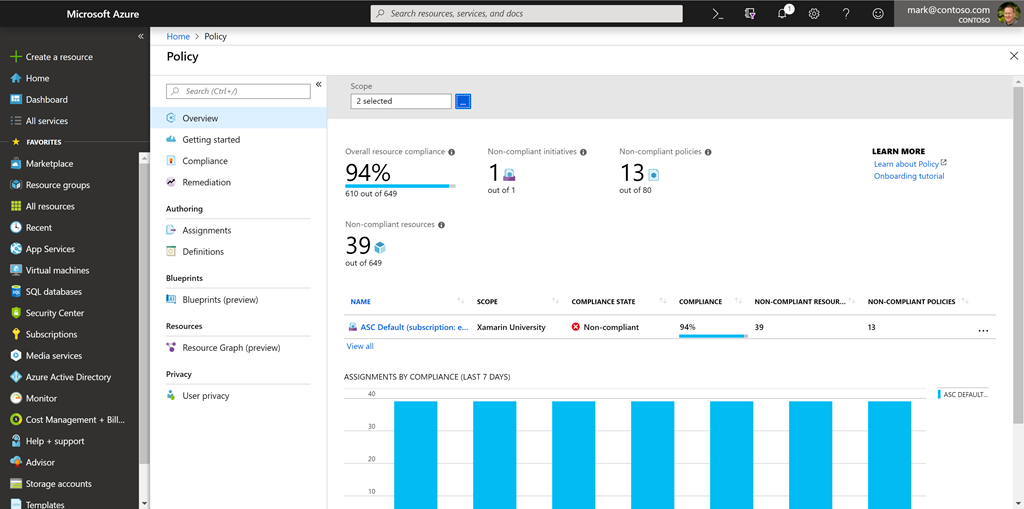 Microsoft Azure
Search resources, services, and docs
1
mark@contoso.com
CONTOSO
Create a resource
Home
Dashboard
All services
FAVORITES
Marketplace
Resource groups
All resources
Recent
App Services
Virtual machines
SQL databases
Security Center
Subscriptions
Media services
Azure Active Directory
Monitor
Cost Management + Bill...
Help + support
Advisor
Storage accounts
Templates
Home > Policy
Policy
Search (Ctrl+/)
Overview
Getting started
Compliance
Remediation
Authoring
Assignments
Definitions
Blueprints
Blueprints (preview)
Resources
Resource Graph (preview)
Privacy
User privacy
Scope
2 selected
...
Overall resource compliance
94%
610 out of 649
Non-compliant initiatives
1
out of 1
Non-compliant policies
13
out of 80
LEARN MORE
Learn about Policy
Onboarding tutorial
Non-compliant resources
39
out of 649
NAME SCOPE COMPLIANCE STATE COMPLIANCE NON-COMPLIANT RESOUR... NON-COMPLIANT POLICIES
ASC Default (subscription: e... Xamarin University Non-compliant 94% 39 13 ...
View all
ASSIGNMENTS BY COMPLIANCE (LAST 7 DAYS)
40
30
20
10
ASC DEFAULT...